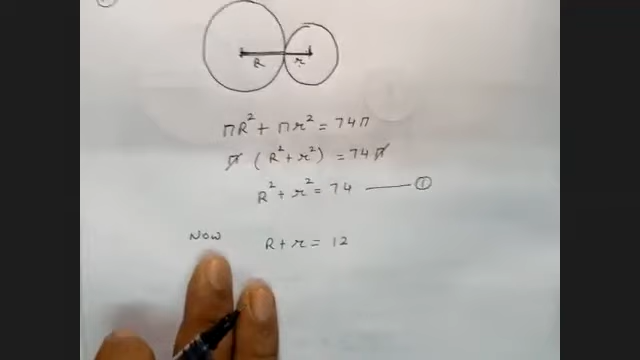 R r
πR² + πr² = 74π
π (R² + r²) = 74π
R² + r² = 74 —— ①
Now R + r = 12